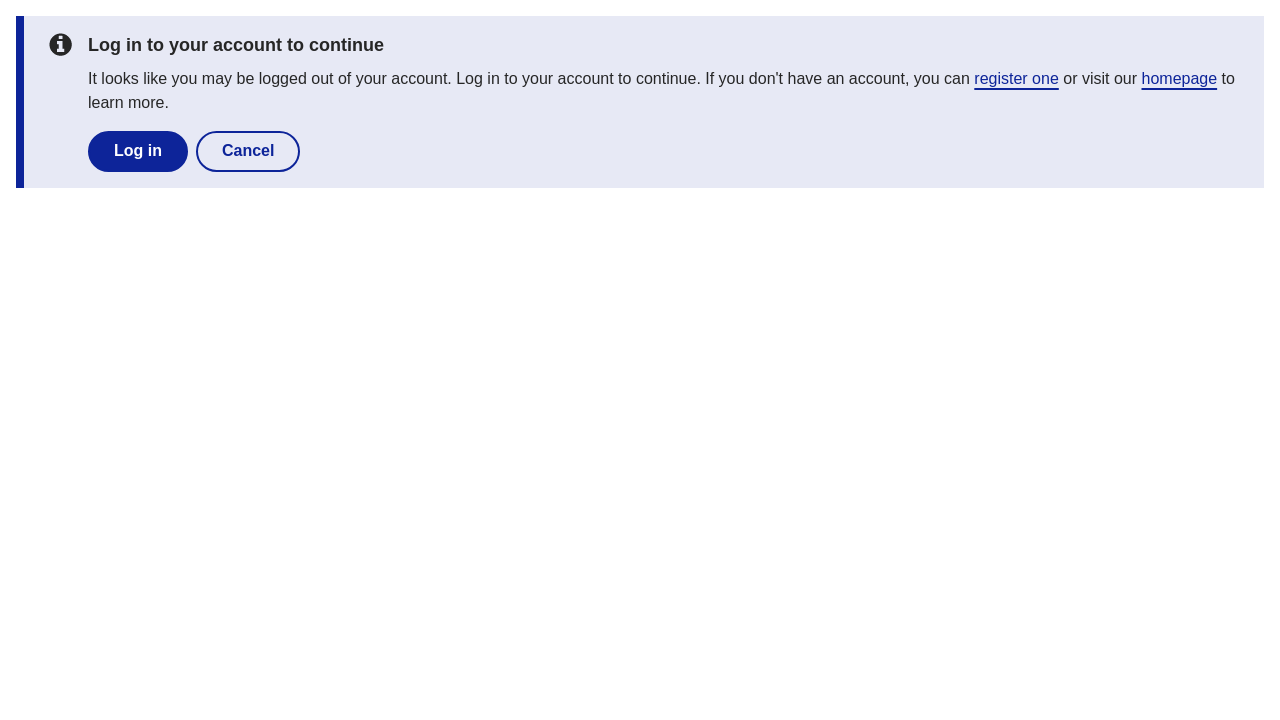 Log in to your account to continue
It looks like you may be logged out of your account. Log in to your account to continue. If you don't have an account, you can register one or visit our homepage to
learn more.
Log in
Cancel